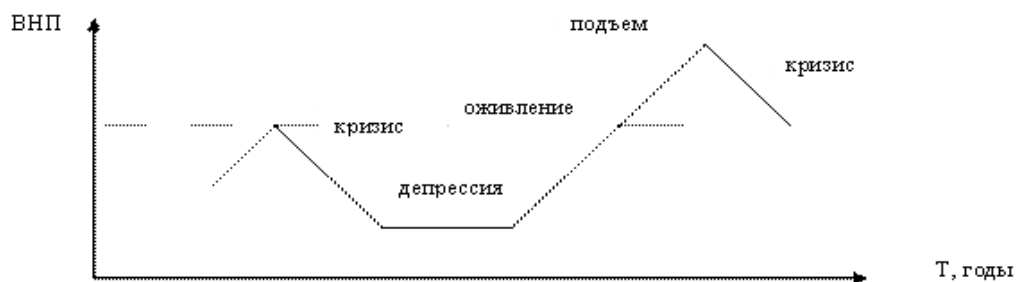 ВНП
подъем
кризис
оживление
кризис
депрессия
Т, годы